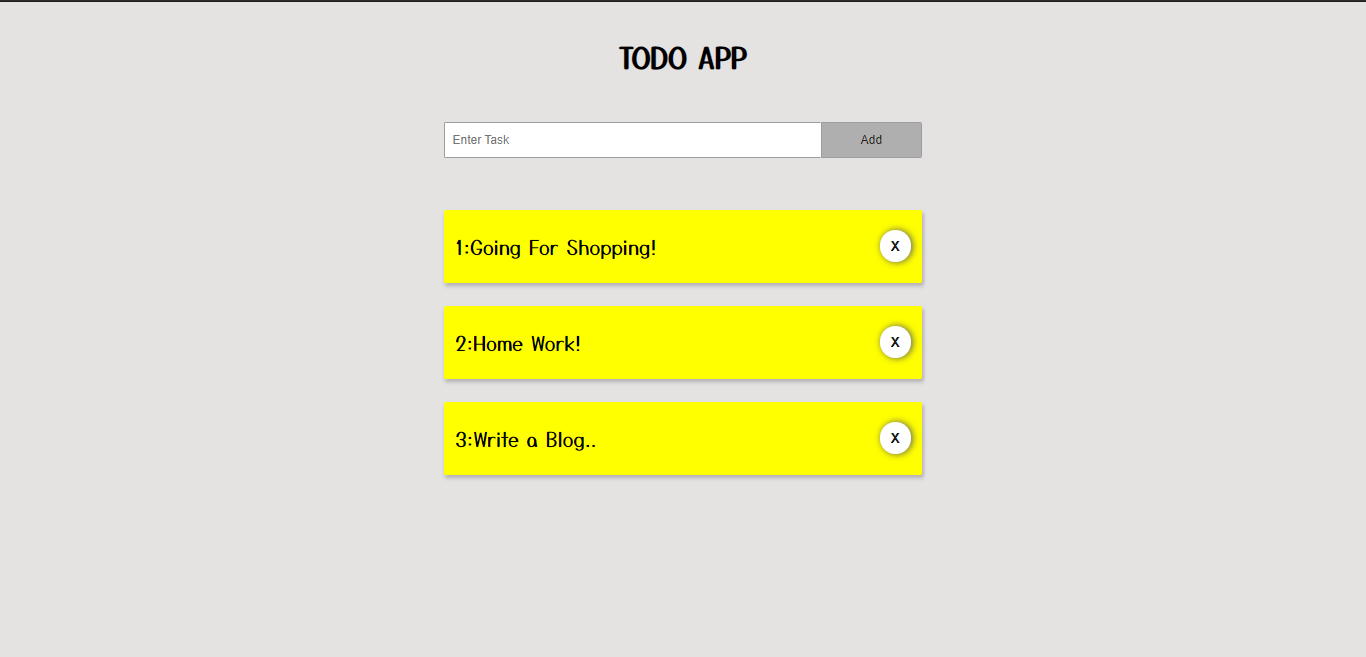 TODO APP
Enter Task
Add
1:Going For Shopping!
X
2:Home Work!
X
3:Write a Blog..
X